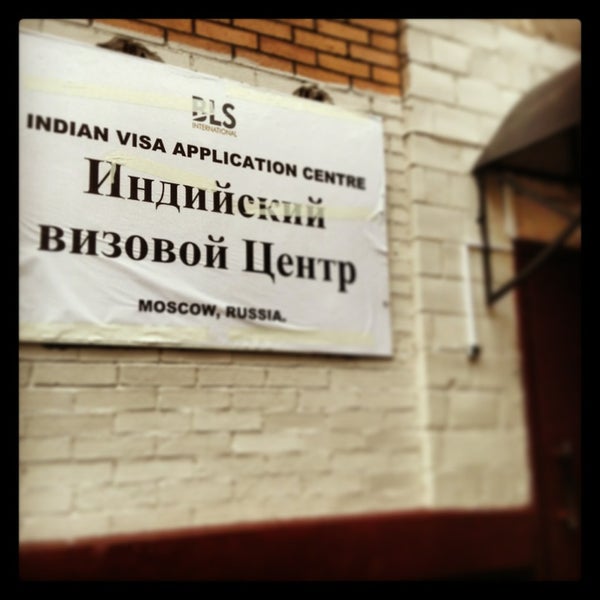 BLS
INTERNATIONAL
INDIAN VISA APPLICATION CENTRE
Индийский
визовой Центр
MOSCOW, RUSSIA.